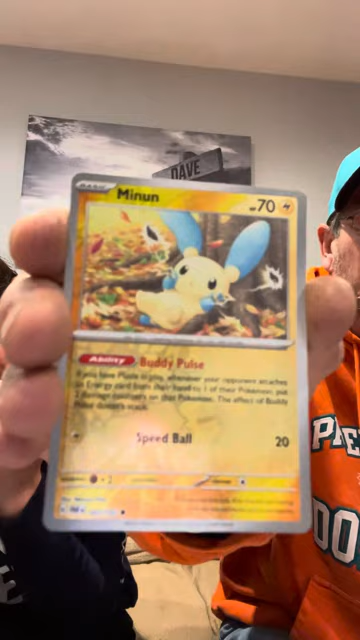 DAVE
BASIC
Minun
HP 70
Ability Buddy Pulse
If you have Plusle in play, whenever your opponent attaches
an Energy card from their hand to 1 of their Pokémon, put
2 damage counters on that Pokémon. The effect of Buddy
Pulse doesn't stack.
Speed Ball 20
PRE
DO